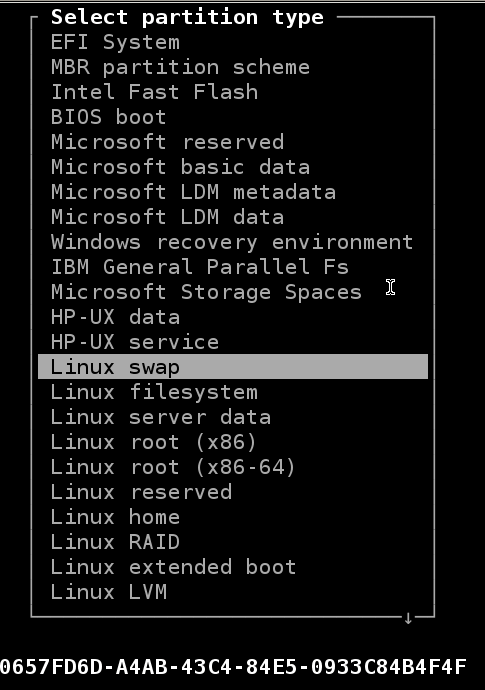 Select partition type
EFI System
MBR partition scheme
Intel Fast Flash
BIOS boot
Microsoft reserved
Microsoft basic data
Microsoft LDM metadata
Microsoft LDM data
Windows recovery environment
IBM General Parallel Fs
Microsoft Storage Spaces
HP-UX data
HP-UX service
Linux swap
Linux filesystem
Linux server data
Linux root (x86)
Linux root (x86-64)
Linux reserved
Linux home
Linux RAID
Linux extended boot
Linux LVM
↓
0657FD6D-A4AB-43C4-84E5-0933C84B4F4F